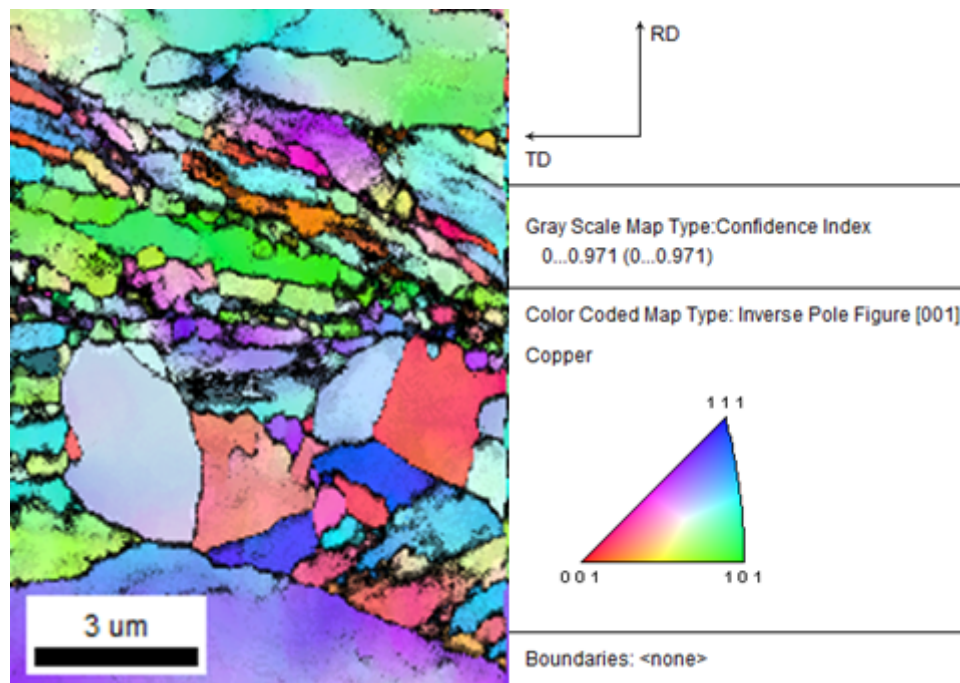 RD
TD
Gray Scale Map Type:Confidence Index
0...0.971 (0...0.971)
Color Coded Map Type: Inverse Pole Figure [001]
Copper
1 1 1
0 0 1
1 0 1
3 um
Boundaries: <none>